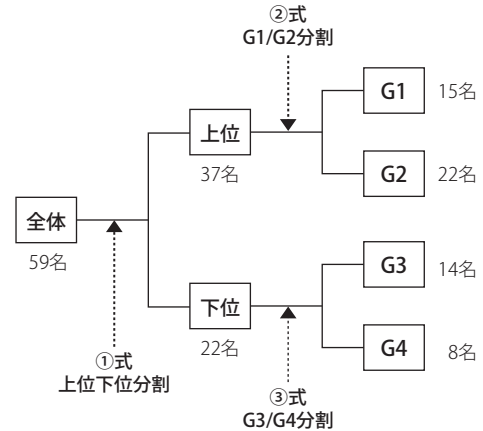 ②式
G1/G2分割
G1 15名
上位
37名
G2 22名
全体
59名
G3 14名
下位
22名
G4 8名
①式
上位下位分割
③式
G3/G4分割